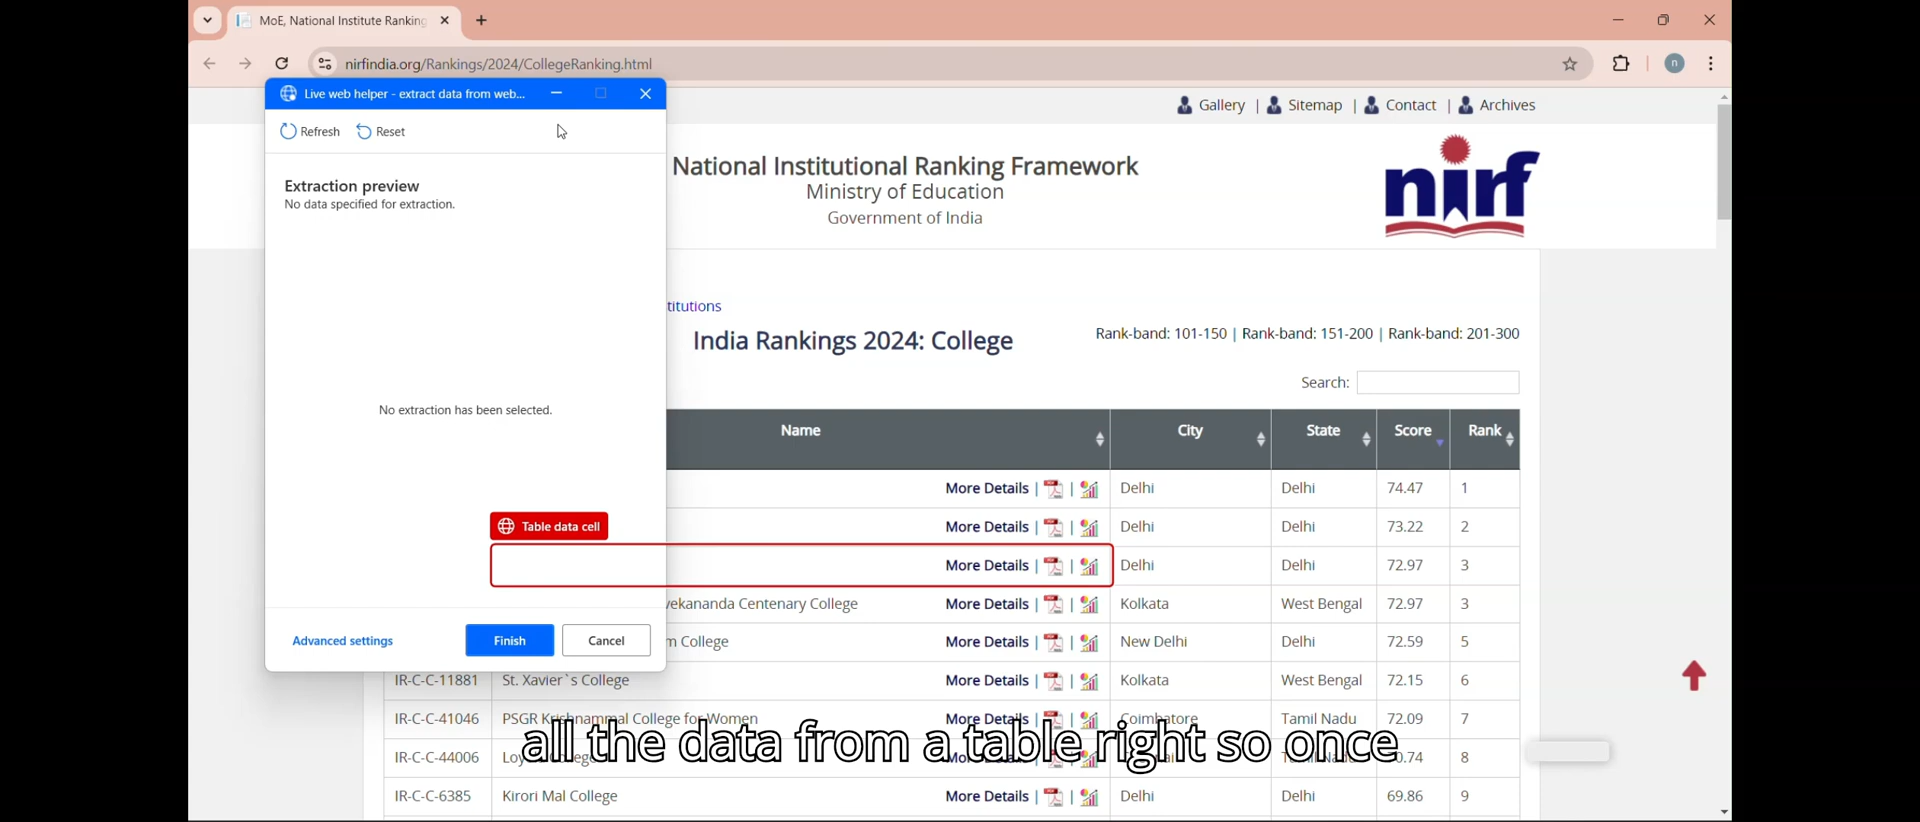 MoE, National Institute Ranking
nirfindia.org/Rankings/2024/CollegeRanking.html
Live web helper - extract data from web...
Refresh Reset
Extraction preview
No data specified for extraction.
No extraction has been selected.
Table data cell
Advanced settings Finish Cancel
Gallery | Sitemap | Contact | Archives
National Institutional Ranking Framework
Ministry of Education
Government of India
nirf
titutions
India Rankings 2024: College
Rank-band: 101-150 | Rank-band: 151-200 | Rank-band: 201-300
Search:
Name City State Score Rank
More Details | | Delhi Delhi 74.47 1
More Details | | Delhi Delhi 73.22 2
More Details | | Delhi Delhi 72.97 3
vekananda Centenary College More Details | | Kolkata West Bengal 72.97 3
m College More Details | | New Delhi Delhi 72.59 5
IR-C-C-11881 St. Xavier`s College More Details | | Kolkata West Bengal 72.15 6
IR-C-C-41046 PSGR Krishnammal College for Women More Details | | Coimbatore Tamil Nadu 72.09 7
all the data from a table right so once
IR-C-C-44006 8
IR-C-C-6385 Kirori Mal College More Details | | Delhi Delhi 69.86 9